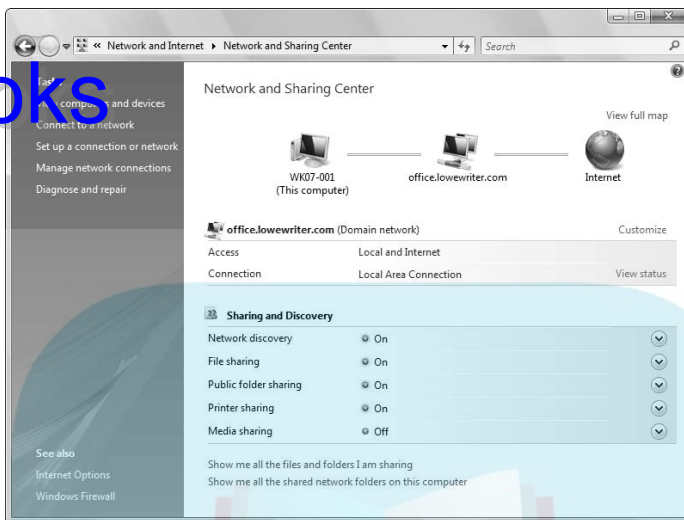 « Network and Internet ▸ Network and Sharing Center
Search
Tasks
View computers and devices
Connect to a network
Set up a connection or network
Manage network connections
Diagnose and repair
See also
Internet Options
Windows Firewall
oks
Network and Sharing Center
View full map
WK07-001
(This computer)
office.lowewriter.com
Internet
office.lowewriter.com (Domain network) Customize
Access Local and Internet
Connection Local Area Connection View status
Sharing and Discovery
Network discovery On
File sharing On
Public folder sharing On
Printer sharing On
Media sharing Off
Show me all the files and folders I am sharing
Show me all the shared network folders on this computer